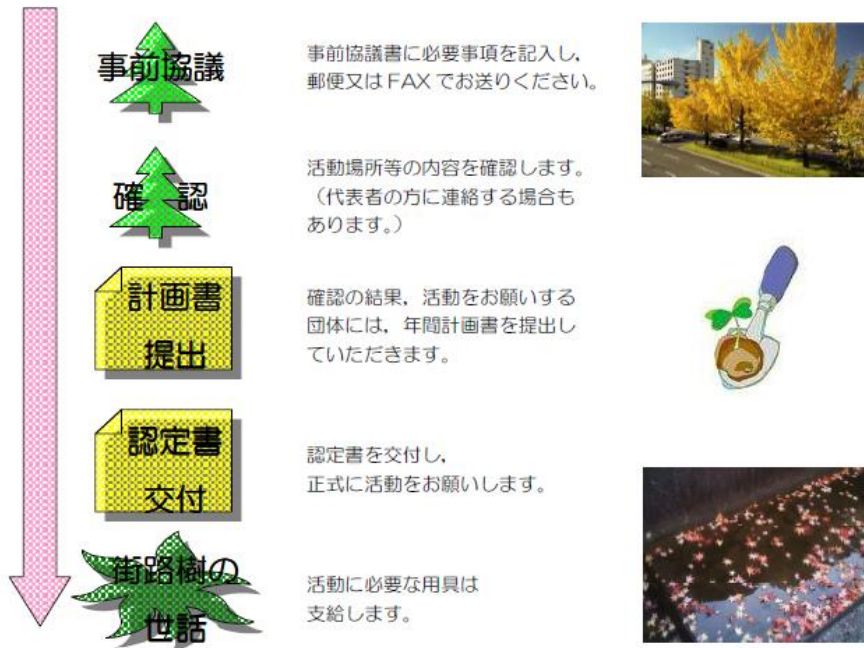 事前協議
事前協議書に必要事項を記入し，
郵便又はFAXでお送りください。
確　認
活動場所等の内容を確認します。
（代表者の方に連絡する場合も
あります。）
計画書
提出
確認の結果，活動をお願いする
団体には，年間計画書を提出し
ていただきます。
認定書
交付
認定書を交付し，
正式に活動をお願いします。
街路樹の
世話
活動に必要な用具は
支給します。